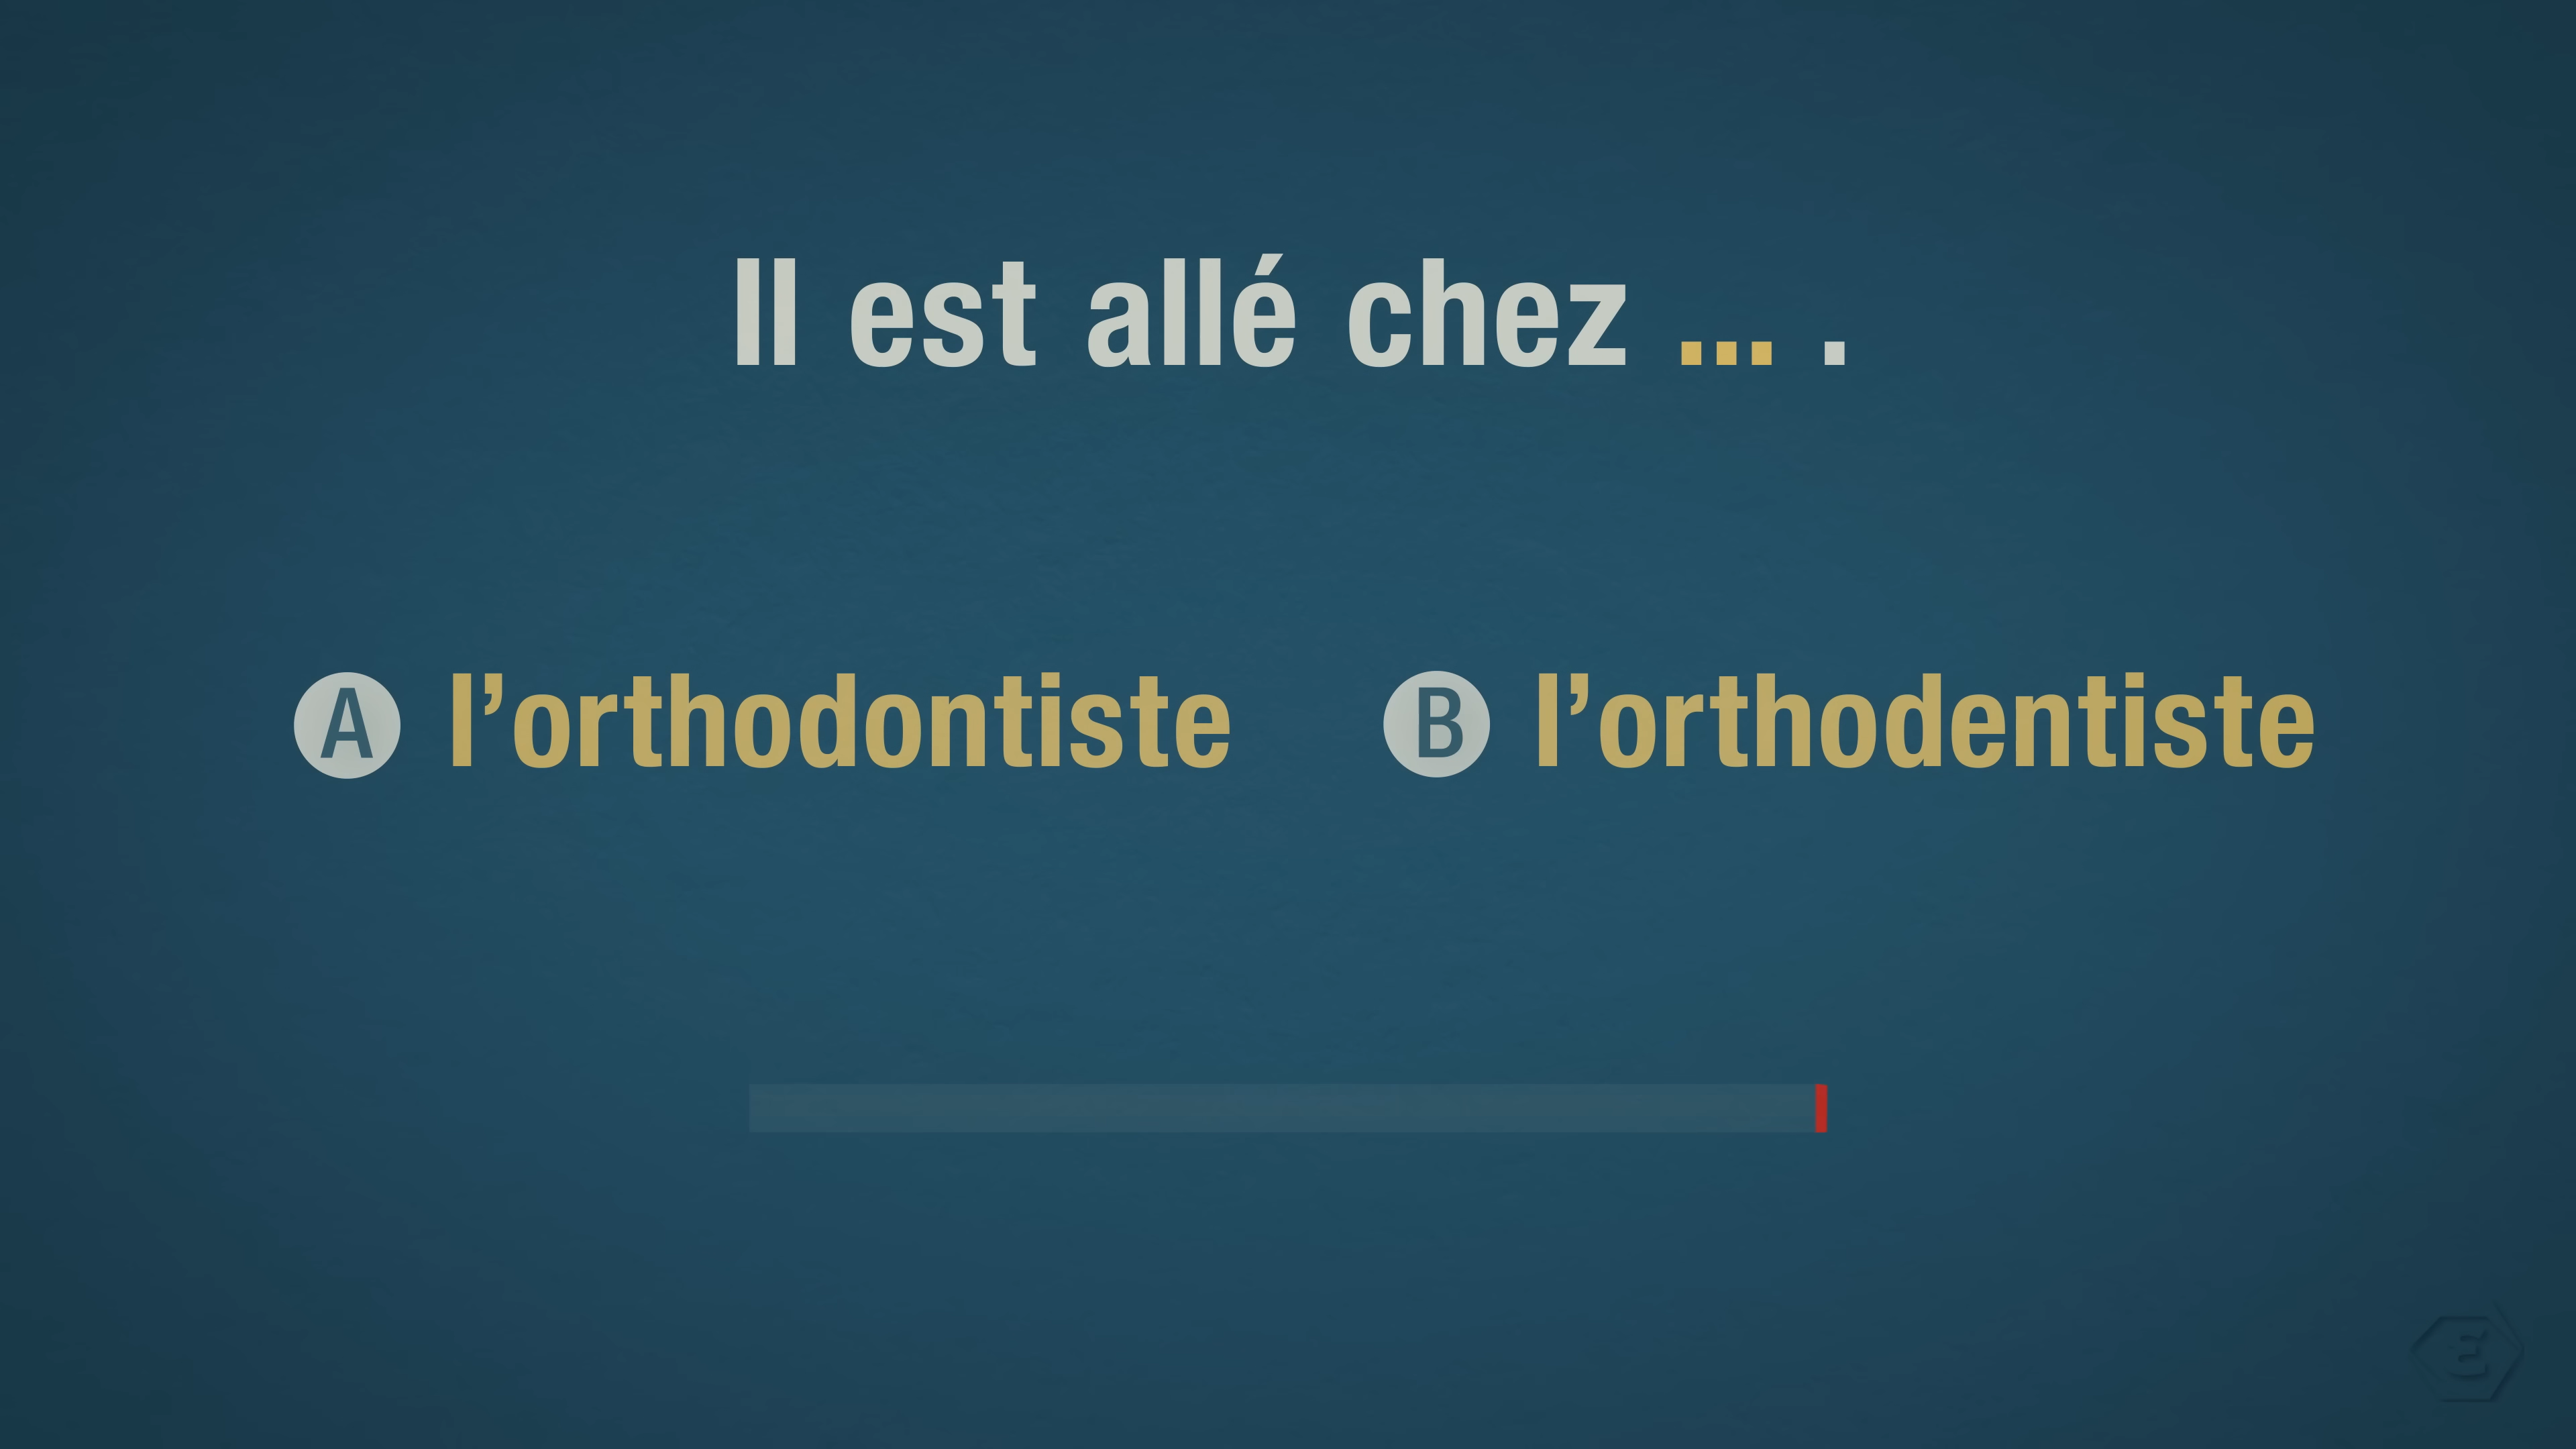 Il est allé chez ... .
A l’orthodontiste
B l’orthodentiste
E